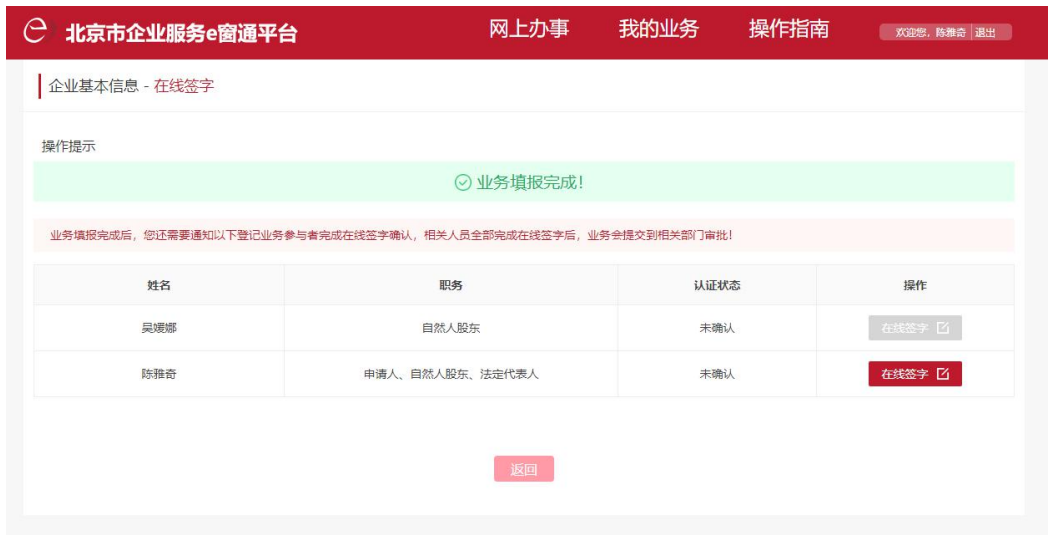 北京市企业服务e窗通平台 网上办事 我的业务 操作指南 欢迎您，陈雅奇 退出
企业基本信息 - 在线签字
操作提示
业务填报完成！
业务填报完成后，您还需要通知以下登记业务参与者完成在线签字确认，相关人员全部完成在线签字后，业务会提交到相关部门审批！
姓名 职务 认证状态 操作
吴媛娜 自然人股东 未确认 在线签字
陈雅奇 申请人、自然人股东、法定代表人 未确认 在线签字
返回